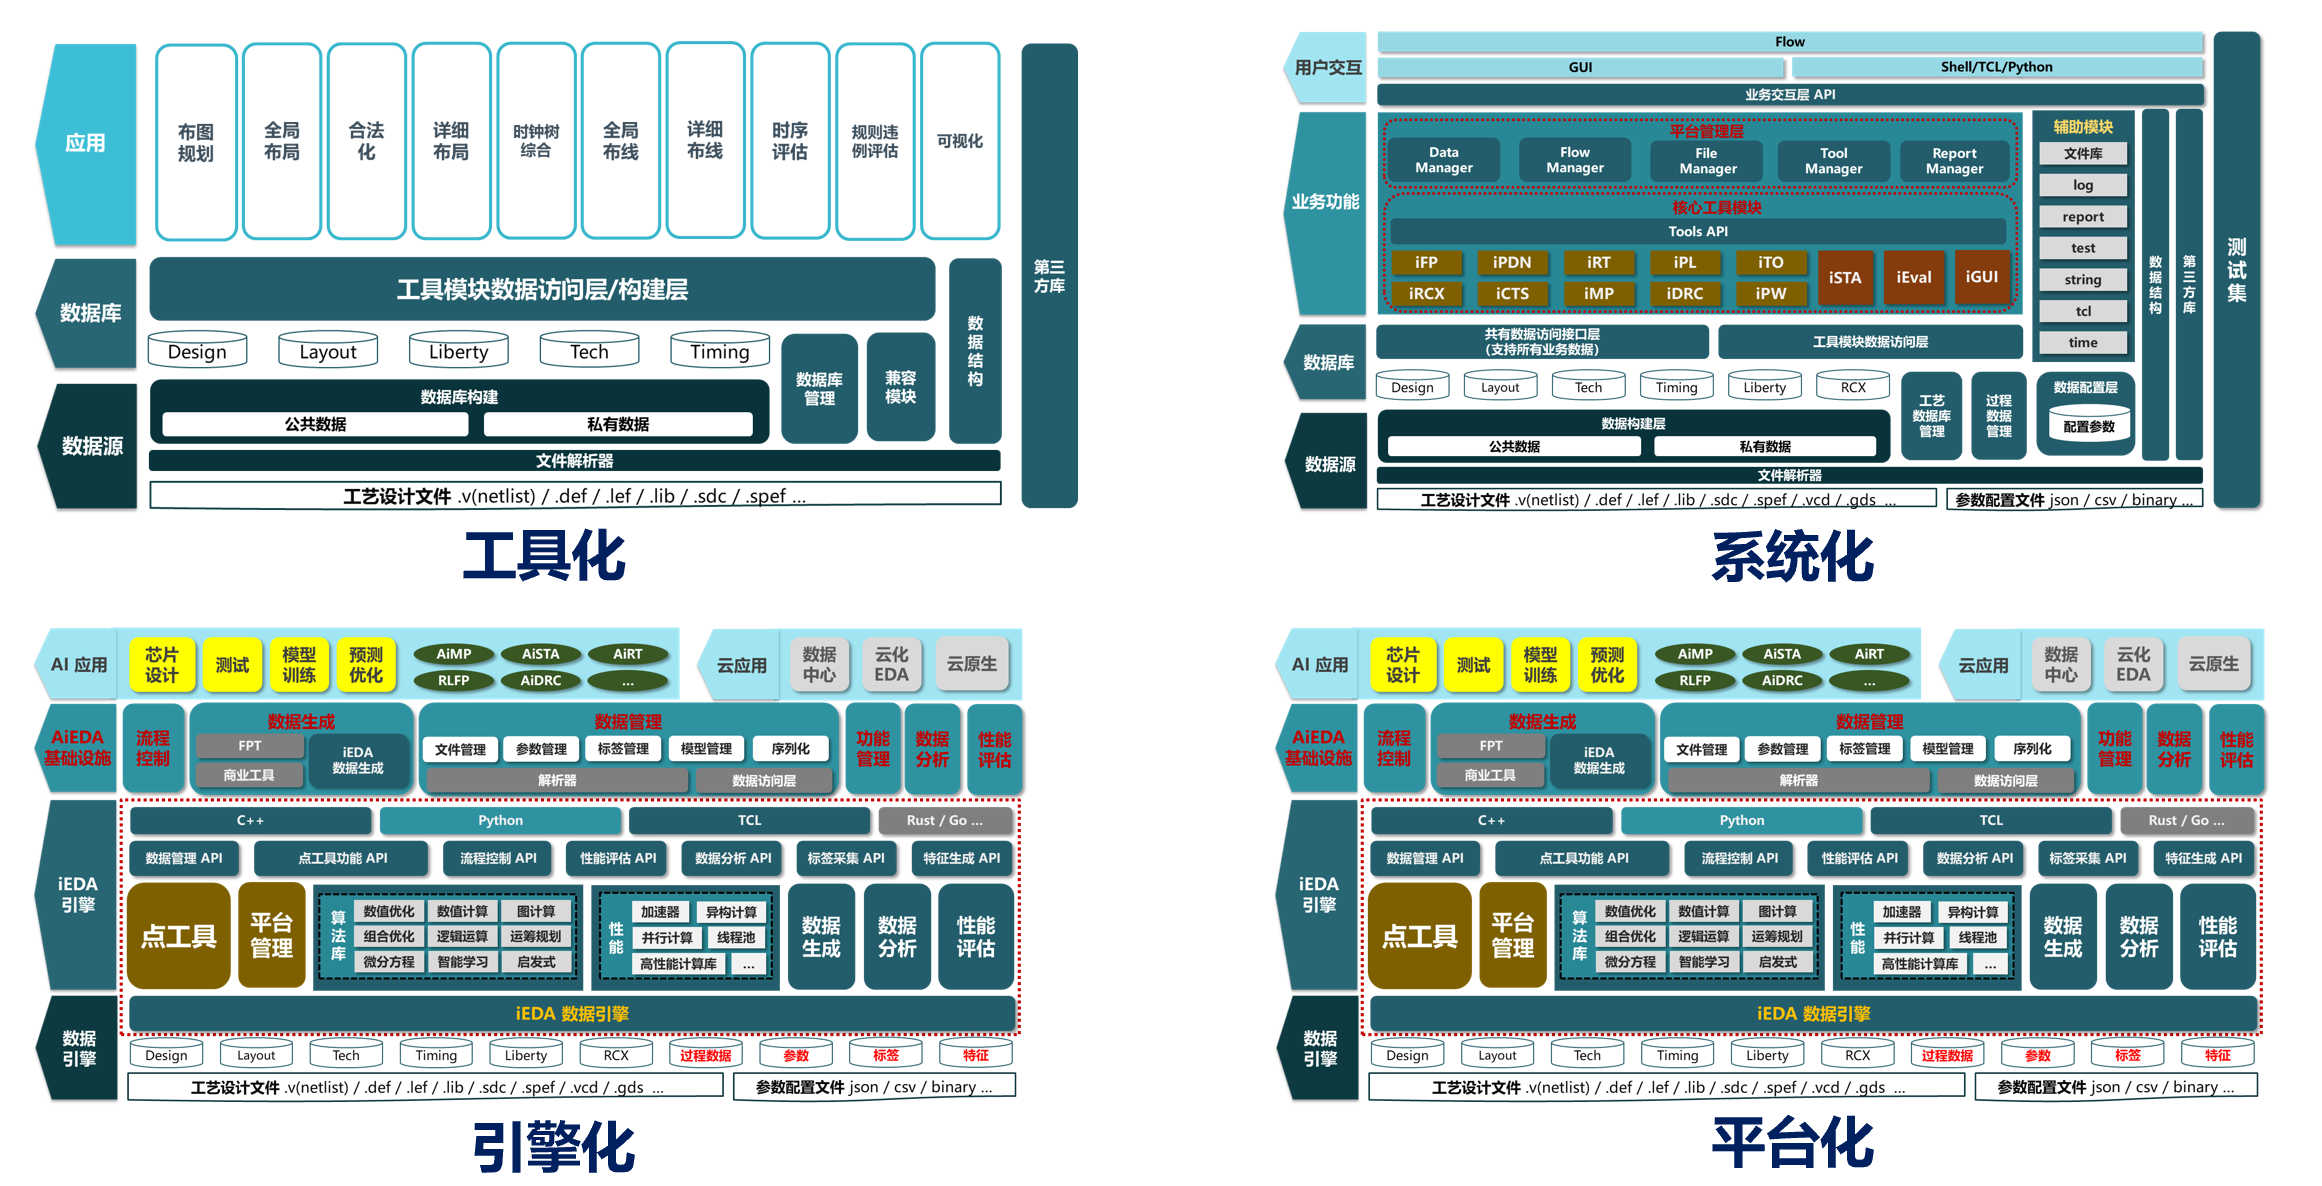 应用
布图
规划
全局
布局
合法
化
详细
布局
时钟树
综合
全局
布线
详细
布线
时序
评估
规则违
例评估
可视化
第三
方库
数据库
工具模块数据访问层/构建层
数据结构
Design
Layout
Liberty
Tech
Timing
数据库
管理
兼容
模块
数据源
数据库构建
公共数据
私有数据
文件解析器
工艺设计文件 .v(netlist) / .def / .lef / .lib / .sdc / .spef ...
工具化
用户交互
Flow
GUI
Shell/TCL/Python
业务交互层 API
测试集
业务功能
平台管理层
Data
Manager
Flow
Manager
File
Manager
Tool
Manager
Report
Manager
核心工具模块
Tools API
iFP
iPDN
iRT
iPL
iTO
iRCX
iCTS
iMP
iDRC
iPW
iSTA
iEval
iGUI
辅助模块
文件库
log
report
test
string
tcl
time
数据结构
第三方库
数据库
共有数据访问接口层
(支持所有业务数据)
工具模块数据访问层
Design
Layout
Tech
Timing
Liberty
RCX
工艺
数据库
管理
过程
数据
管理
数据配置层
配置参数
数据源
数据构建层
公共数据
私有数据
文件解析器
工艺设计文件 .v(netlist) / .def / .lef / .lib / .sdc / .spef / .vcd / .gds ...
参数配置文件 json / csv / binary ...
系统化
AI 应用
芯片
设计
测试
模型
训练
预测
优化
AiMP
AiSTA
AiRT
RLFP
AiDRC
...
云应用
数据
中心
云化
EDA
云原生
AiEDA
基础设施
流程
控制
数据生成
FPT
商业工具
iEDA
数据生成
数据管理
文件管理
参数管理
标签管理
模型管理
序列化
解析器
数据访问层
功能
管理
数据
分析
性能
评估
iEDA
引擎
C++
Python
TCL
Rust / Go ...
数据管理 API
点工具功能 API
流程控制 API
性能评估 API
数据分析 API
标签采集 API
特征生成 API
点工具
平台
管理
算法库
数值优化
数值计算
图计算
组合优化
逻辑运算
运筹规划
微分方程
智能学习
启发式
性能
加速器
异构计算
并行计算
线程池
高性能计算库
...
数据
生成
数据
分析
性能
评估
iEDA 数据引擎
数据
引擎
Design
Layout
Tech
Timing
Liberty
RCX
过程数据
参数
标签
特征
工艺设计文件 .v(netlist) / .def / .lef / .lib / .sdc / .spef / .vcd / .gds ...
参数配置文件 json / csv / binary ...
引擎化
AI 应用
芯片
设计
测试
模型
训练
预测
优化
AiMP
AiSTA
AiRT
RLFP
AiDRC
...
云应用
数据
中心
云化
EDA
云原生
AiEDA
基础设施
流程
控制
数据生成
FPT
商业工具
iEDA
数据生成
数据管理
文件管理
参数管理
标签管理
模型管理
序列化
解析器
数据访问层
功能
管理
数据
分析
性能
评估
iEDA
引擎
C++
Python
TCL
Rust / Go ...
数据管理 API
点工具功能 API
流程控制 API
性能评估 API
数据分析 API
标签采集 API
特征生成 API
点工具
平台
管理
算法库
数值优化
数值计算
图计算
组合优化
逻辑运算
运筹规划
微分方程
智能学习
启发式
性能
加速器
异构计算
并行计算
线程池
高性能计算库
...
数据
生成
数据
分析
性能
评估
iEDA 数据引擎
数据
引擎
Design
Layout
Tech
Timing
Liberty
RCX
过程数据
参数
标签
特征
工艺设计文件 .v(netlist) / .def / .lef / .lib / .sdc / .spef / .vcd / .gds ...
参数配置文件 json / csv / binary ...
平台化